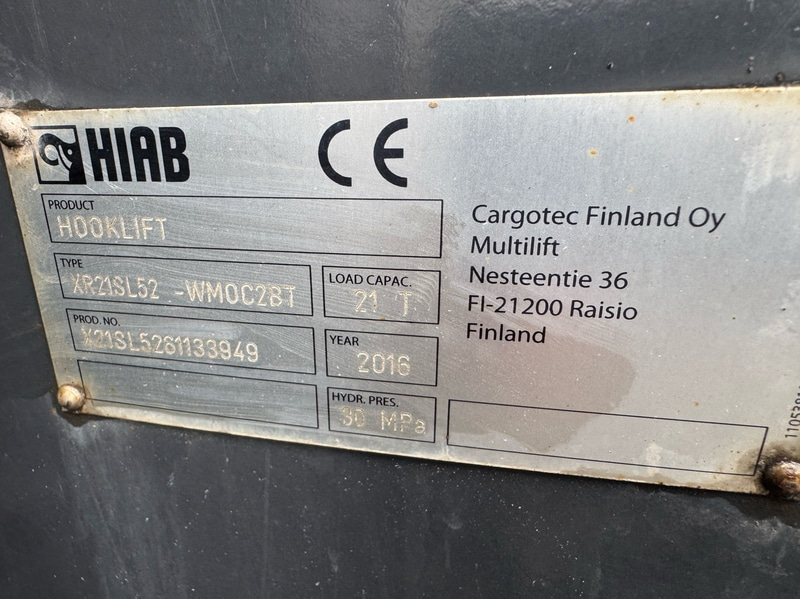 HIAB
CE
PRODUCT
HOOKLIFT
TYPE
XR21SL52 -WMOC2BT
LOAD CAPAC.
21 T
PROD. NO.
X21SL5261133949
YEAR
2016
HYDR. PRES.
30 MPa
Cargotec Finland Oy
Multilift
Nesteentie 36
FI-21200 Raisio
Finland